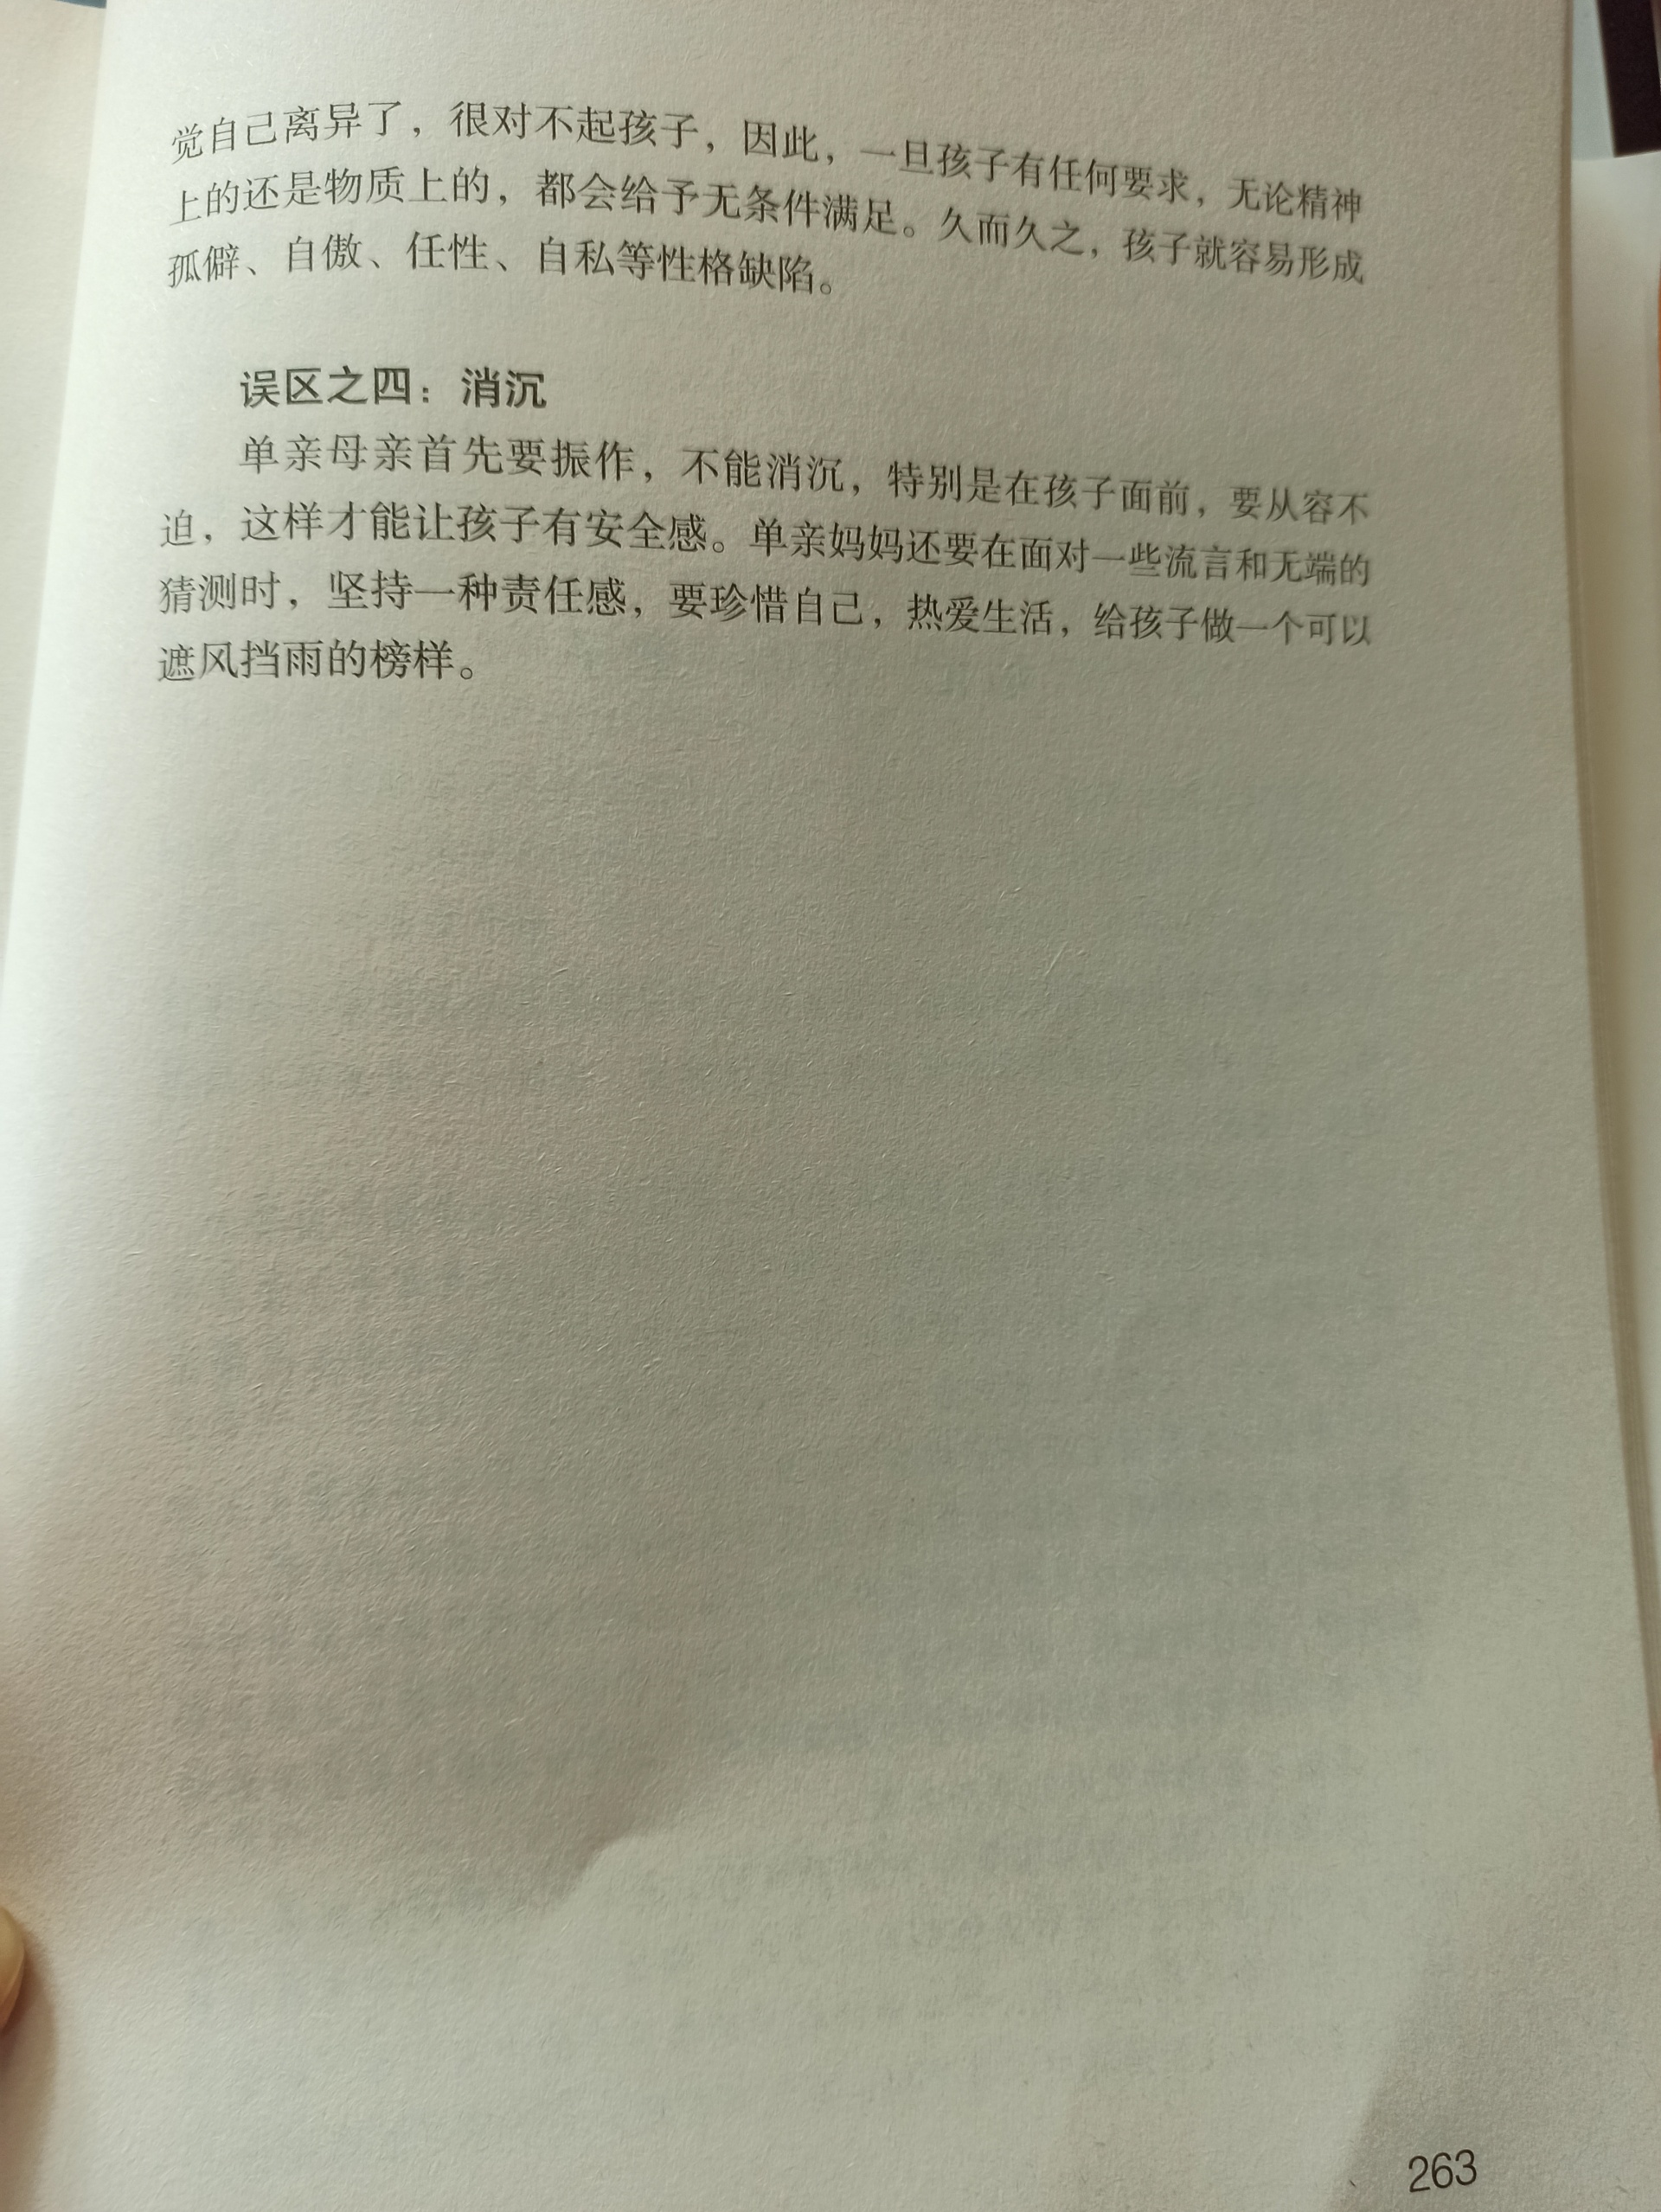 觉自己离异了，很对不起孩子，因此，一旦孩子有任何要求，无论精神
上的还是物质上的，都会给予无条件满足。久而久之，孩子就容易形成
孤僻、自傲、任性、自私等性格缺陷。
误区之四：消沉
单亲母亲首先要振作，不能消沉，特别是在孩子面前，要从容不
迫，这样才能让孩子有安全感。单亲妈妈还要在面对一些流言和无端的
猜测时，坚持一种责任感，要珍惜自己，热爱生活，给孩子做一个可以
遮风挡雨的榜样。
263